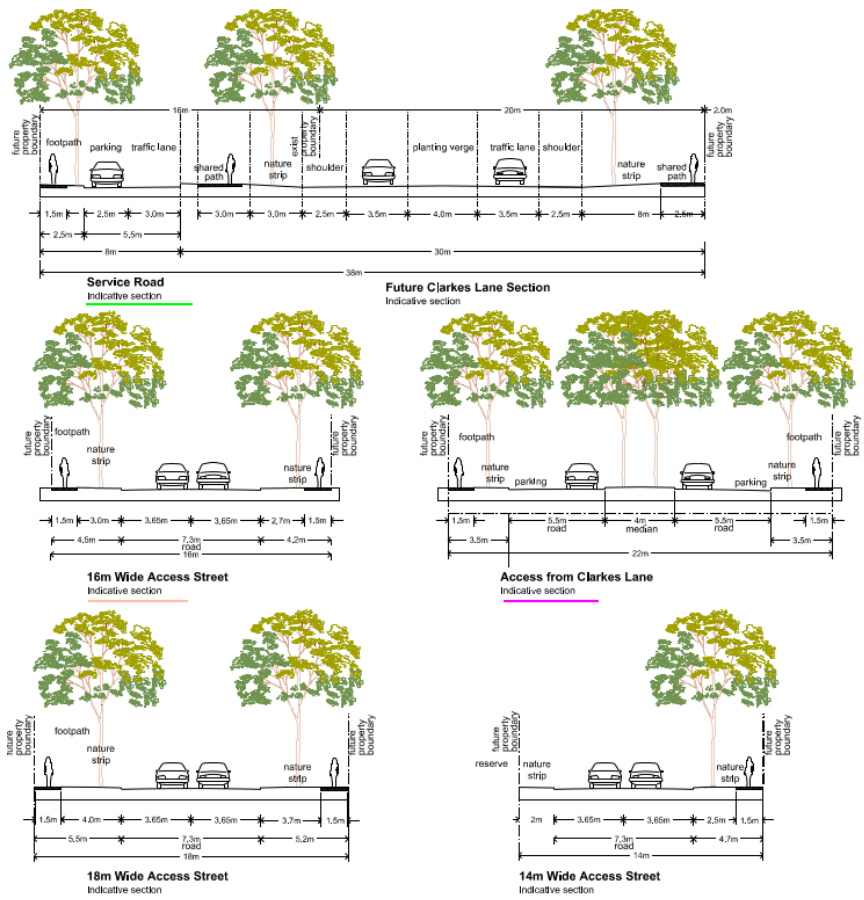 16m
20m
2.0m
future
property
boundary
footpath
parking
traffic lane
shared
path
nature
strip
exist
property
boundary
shoulder
planting verge
traffic lane
shoulder
nature
strip
shared
path
future
property
boundary
1.5m
2.5m
3.0m
3.0m
3.0m
2.5m
3.5m
4.0m
3.5m
2.5m
8m
2.5m
2.5m
5.5m
8m
30m
38m
Service Road
Indicative section
Future Clarkes Lane Section
Indicative section
future
property
boundary
footpath
nature
strip
nature
strip
future
property
boundary
1.5m
3.0m
3.65m
3.65m
2.7m
1.5m
4.5m
7.3m
road
4.2m
16m
16m Wide Access Street
Indicative section
future
property
boundary
footpath
nature
strip
parking
parking
footpath
nature
strip
future
property
boundary
1.5m
5.5m
road
4m
median
5.5m
road
1.5m
3.5m
3.5m
22m
Access from Clarkes Lane
Indicative section
future
property
boundary
footpath
nature
strip
nature
strip
future
property
boundary
1.5m
4.0m
3.65m
3.65m
3.7m
1.5m
5.5m
7.3m
road
5.2m
18m
18m Wide Access Street
Indicative section
reserve
future
property
boundary
nature
strip
nature
strip
future
property
boundary
2m
3.65m
3.65m
2.5m
1.5m
7.3m
road
4.7m
14m
14m Wide Access Street
Indicative section